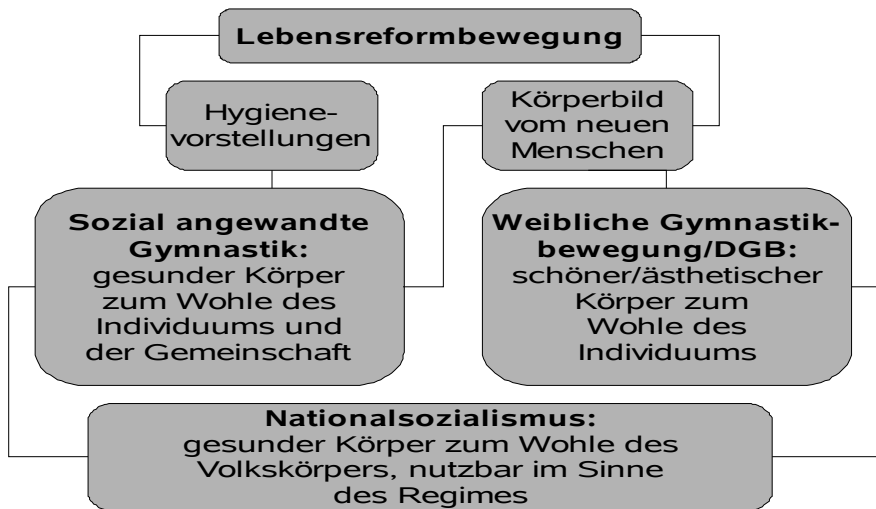 Lebensreformbewegung
Hygiene-
vorstellungen
Körperbild
vom neuen
Menschen
Sozial angewandte
Gymnastik:
gesunder Körper
zum Wohle des
Individuums und
der Gemeinschaft
Weibliche Gymnastik-
bewegung/DGB:
schöner/ästhetischer
Körper zum
Wohle des
Individuums
Nationalsozialismus:
gesunder Körper zum Wohle des
Volkskörpers, nutzbar im Sinne
des Regimes